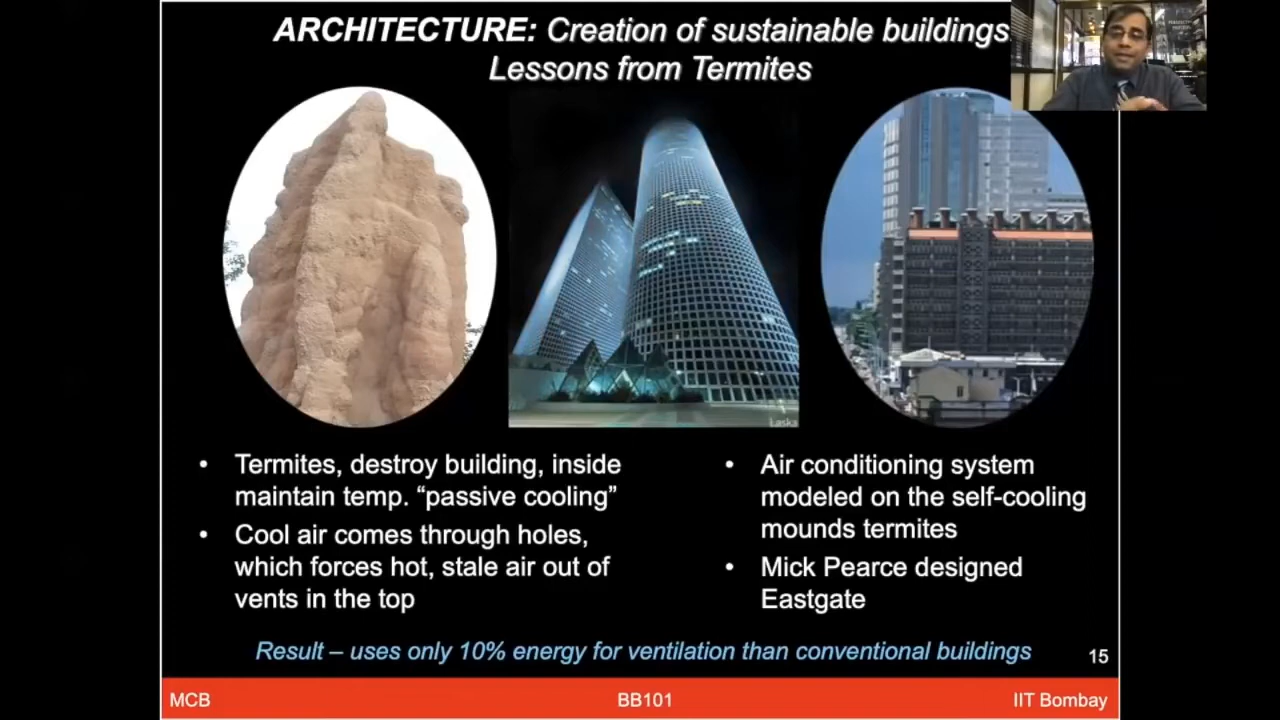 ARCHITECTURE: Creation of sustainable buildings
Lessons from Termites
Laska
• Termites, destroy building, inside
maintain temp. “passive cooling”
• Cool air comes through holes,
which forces hot, stale air out of
vents in the top
• Air conditioning system
modeled on the self-cooling
mounds termites
• Mick Pearce designed
Eastgate
Result – uses only 10% energy for ventilation than conventional buildings
15
MCB
BB101
IIT Bombay